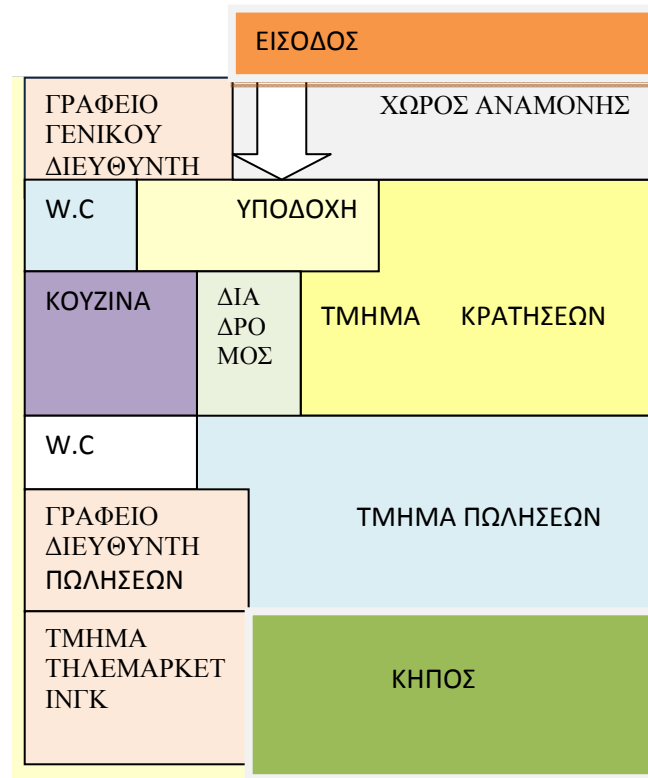 ΕΙΣΟΔΟΣ
ΓΡΑΦΕΙΟ
ΓΕΝΙΚΟΥ
ΔΙΕΥΘΥΝΤΗ
ΧΩΡΟΣ ΑΝΑΜΟΝΗΣ
W.C
ΥΠΟΔΟΧΗ
ΚΟΥΖΙΝΑ
ΔΙΑ
ΔΡΟ
ΜΟΣ
ΤΜΗΜΑ ΚΡΑΤΗΣΕΩΝ
W.C
ΓΡΑΦΕΙΟ
ΔΙΕΥΘΥΝΤΗ
ΠΩΛΗΣΕΩΝ
ΤΜΗΜΑ ΠΩΛΗΣΕΩΝ
ΤΜΗΜΑ
ΤΗΛΕΜΑΡΚΕΤ
ΙΝΓΚ
ΚΗΠΟΣ